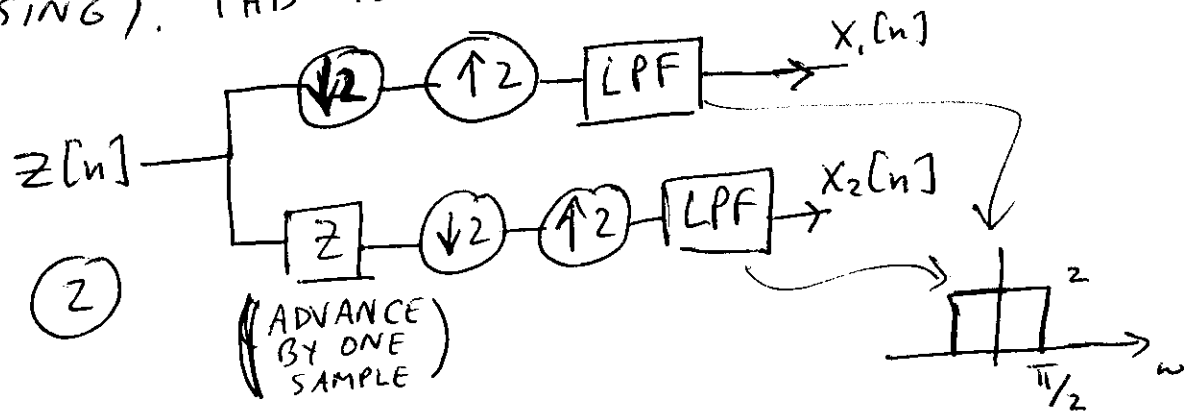 SING). THIS
↓2 ↑2 LPF X₁[n]
Z[n]
Z ↓2 ↑2 LPF X₂[n]
2
2
(ADVANCE
BY ONE
SAMPLE)
π/2 ω